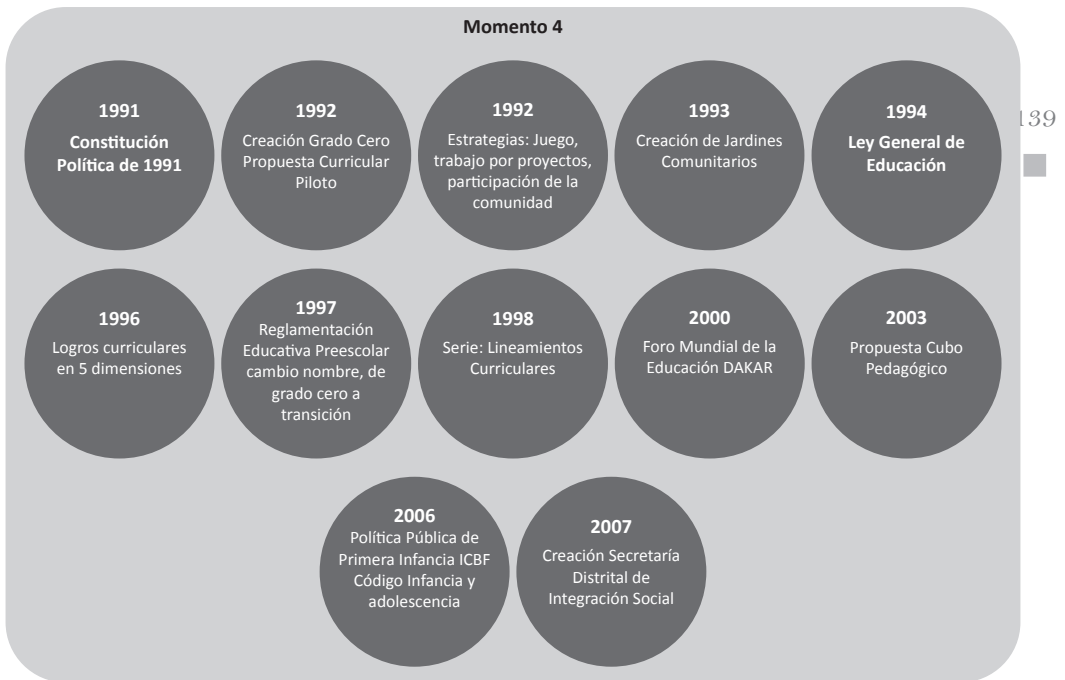 Momento 4
1991
Constitución
Política de 1991
1992
Creación Grado Cero
Propuesta Curricular
Piloto
1992
Estrategias: Juego,
trabajo por proyectos,
participación de la
comunidad
1993
Creación de Jardines
Comunitarios
1994
Ley General de
Educación
139
1996
Logros curriculares
en 5 dimensiones
1997
Reglamentación
Educativa Preescolar
cambio nombre, de
grado cero a
transición
1998
Serie: Lineamientos
Curriculares
2000
Foro Mundial de la
Educación DAKAR
2003
Propuesta Cubo
Pedagógico
2006
Política Pública de
Primera Infancia ICBF
Código Infancia y
adolescencia
2007
Creación Secretaría
Distrital de
Integración Social